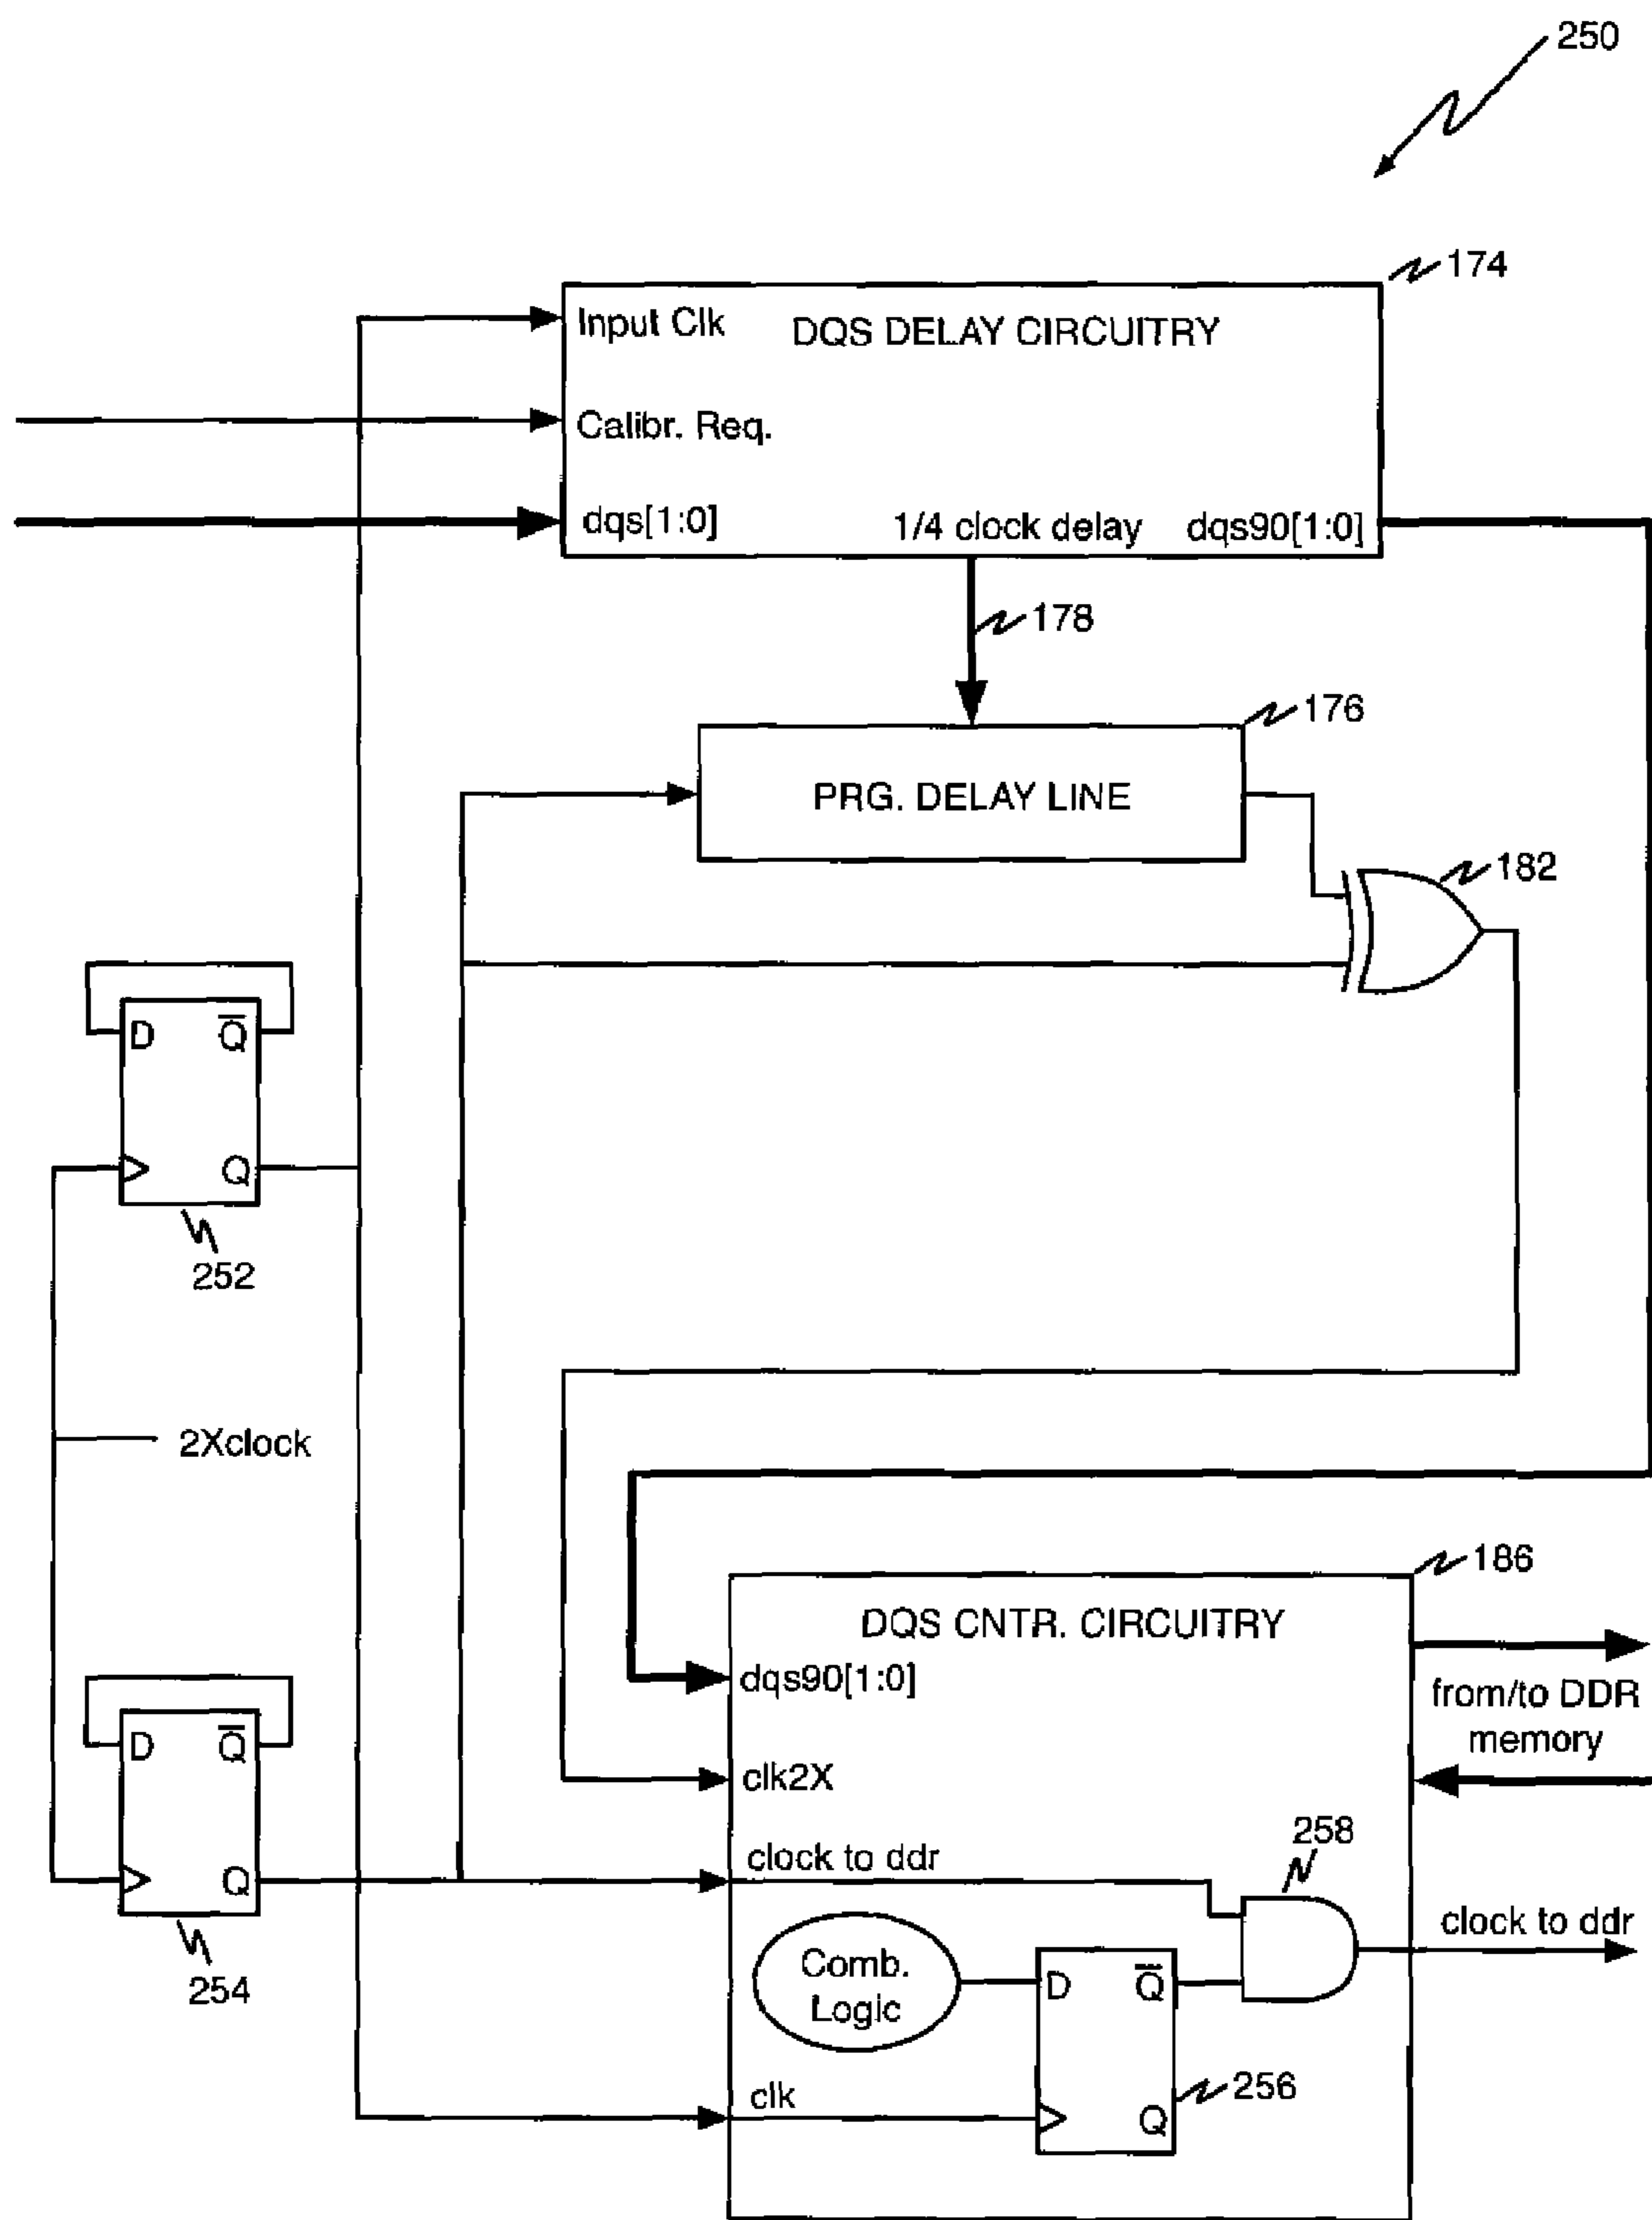 250
174
Input Clk
DQS DELAY CIRCUITRY
Calibr. Req.
dqs[1:0]
1/4 clock delay
dqs90[1:0]
178
176
PRG. DELAY LINE
182
D
Q̅
Q
252
2Xclock
186
DQS CNTR. CIRCUITRY
dqs90[1:0]
from/to DDR
memory
D
Q̅
Q
254
clk2X
258
clock to ddr
clock to ddr
Comb.
Logic
D
Q̅
Q
256
clk